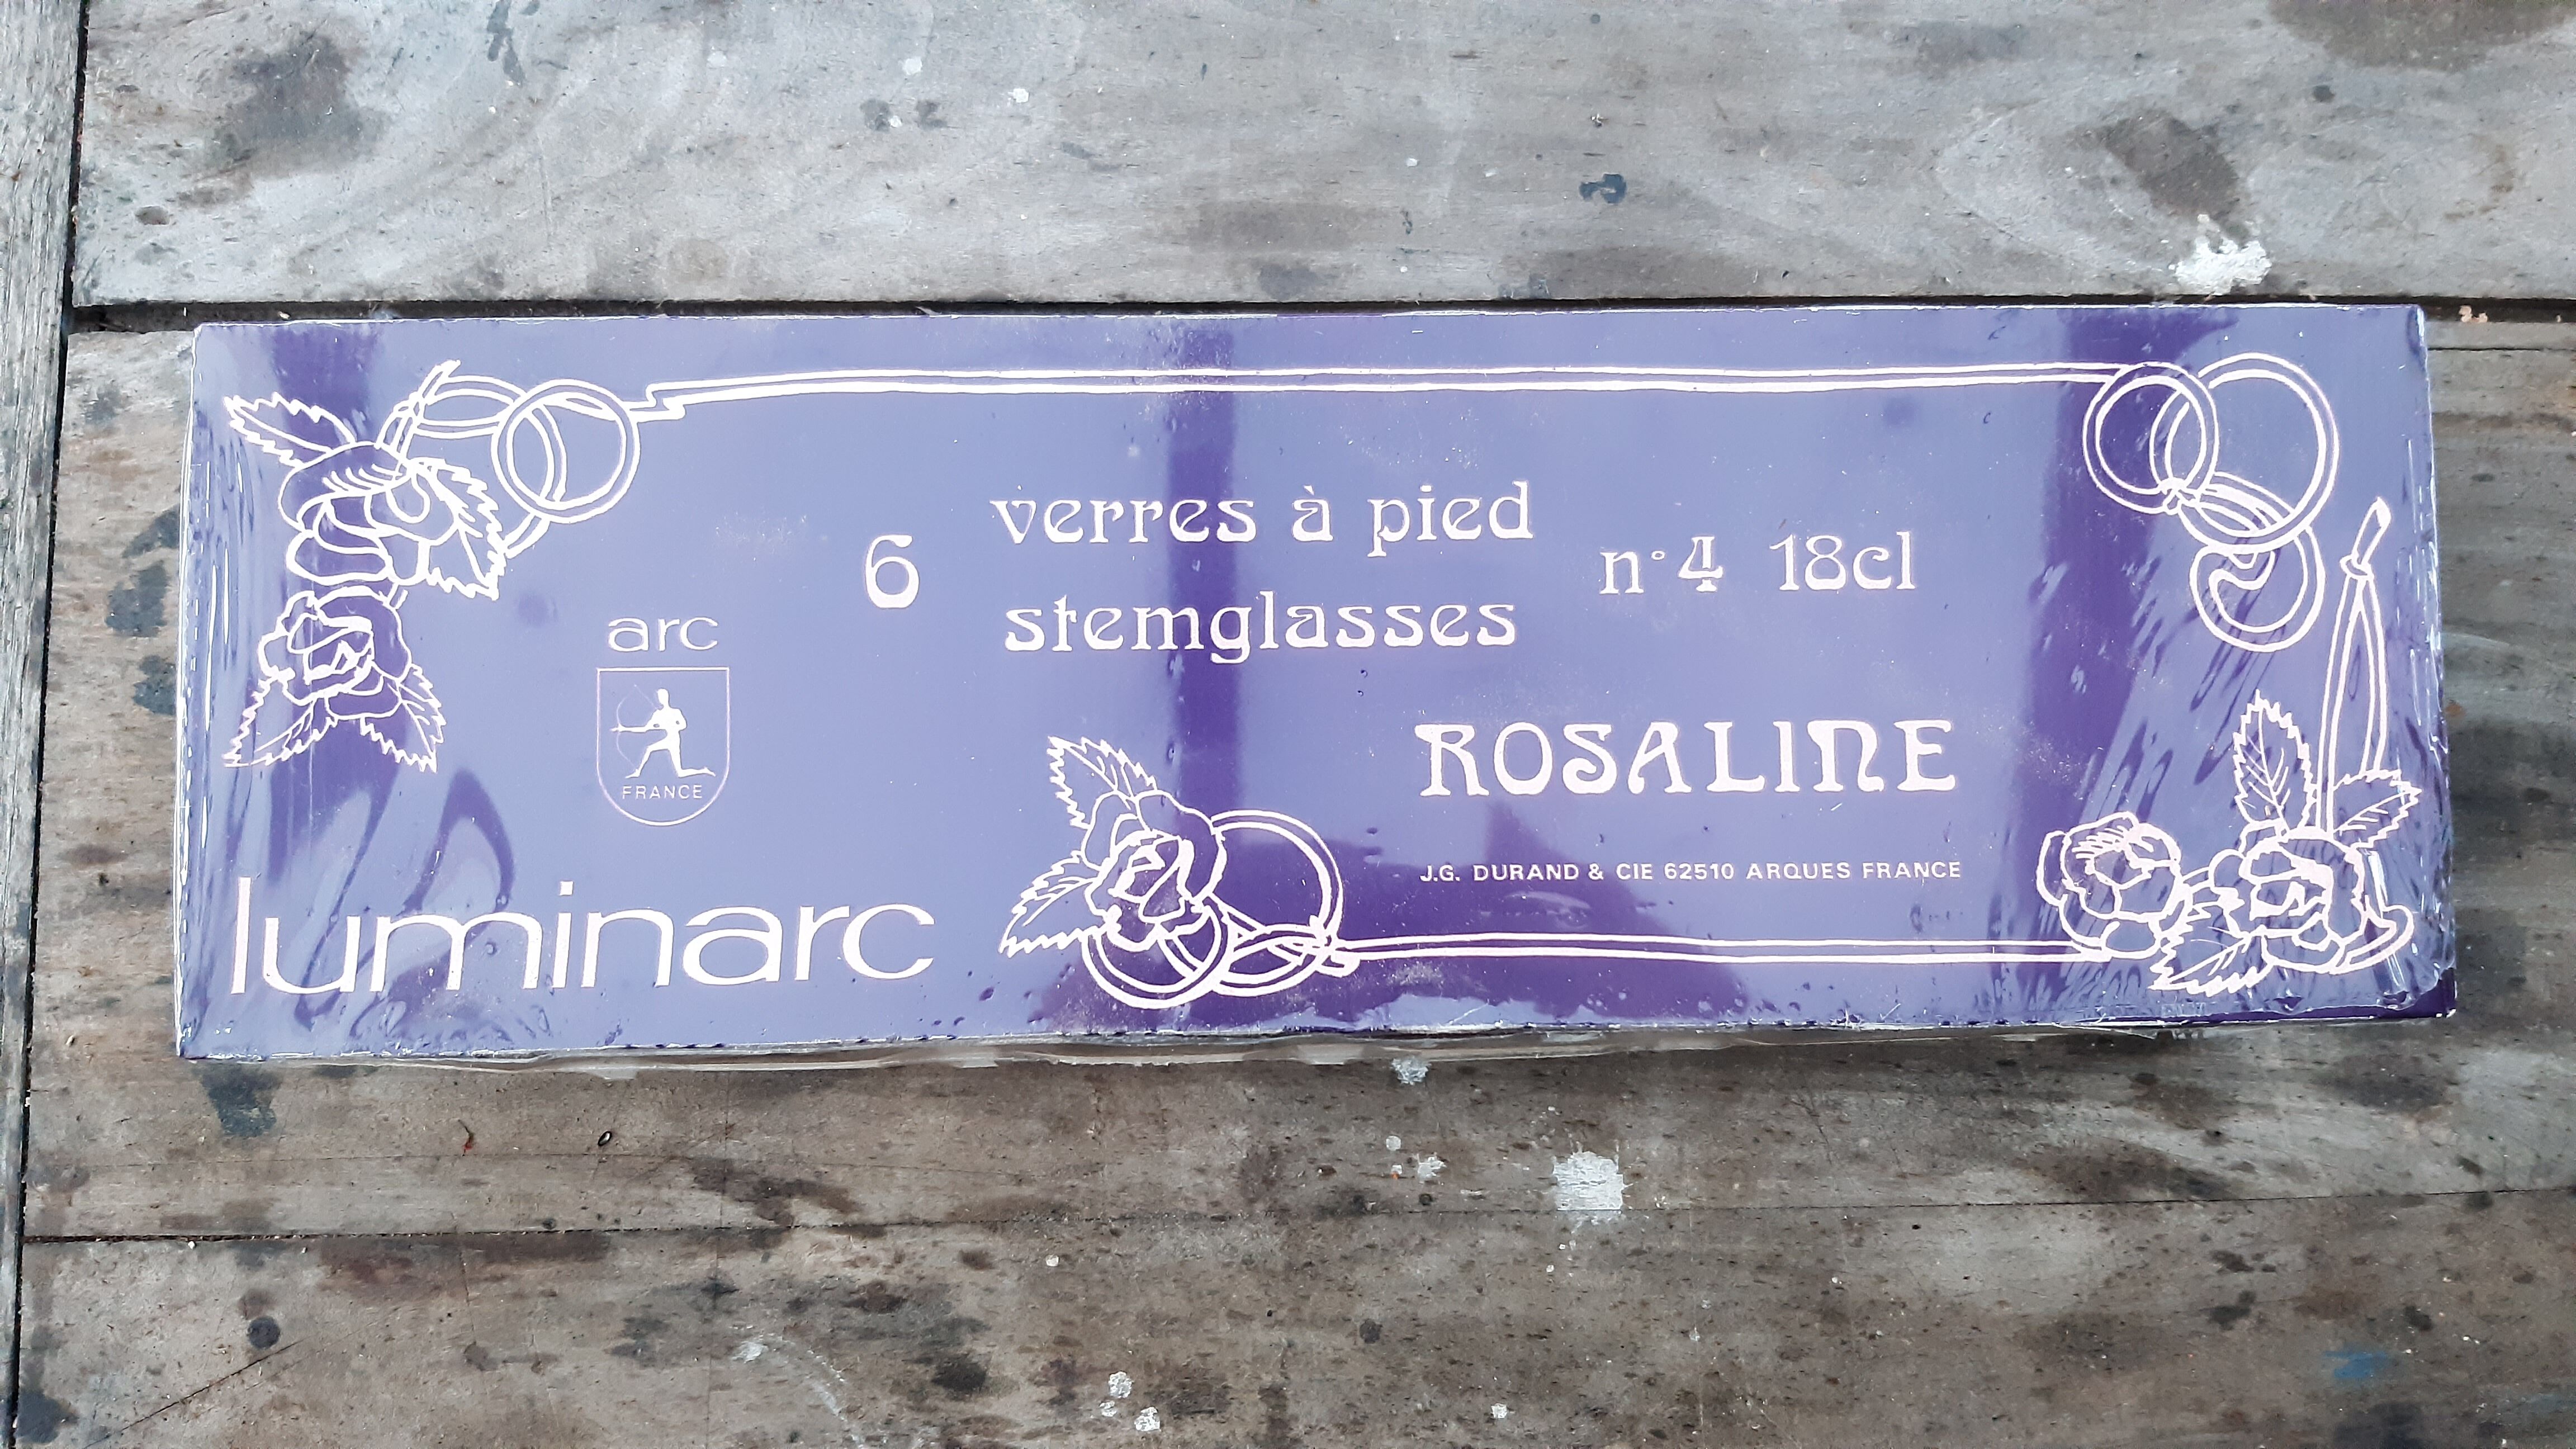 6 verres à pied n°4 18cl
stemglasses
arc
FRANCE
ROSALINE
J.G. DURAND & CIE 62510 ARQUES FRANCE
luminarc